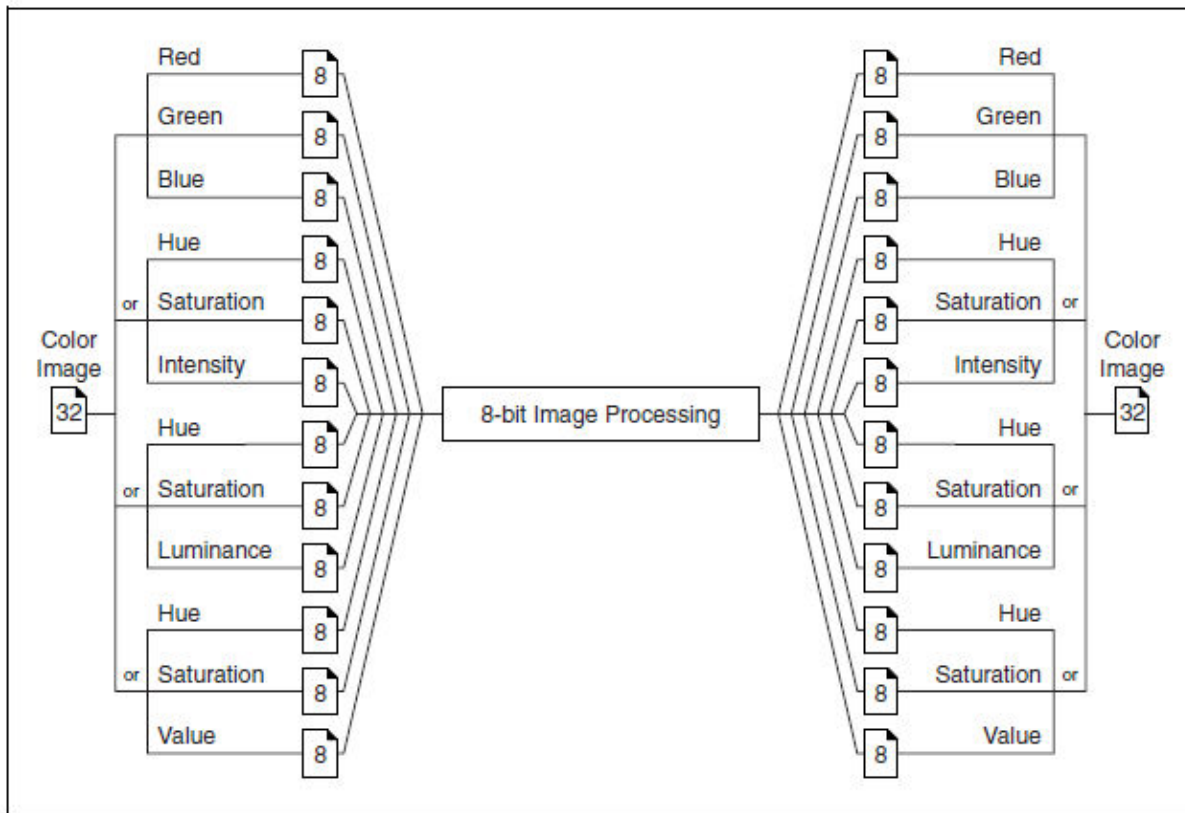 Red
8
Green
8
Blue
8
Hue
8
or
Saturation
8
Intensity
8
Color
Image
32
Hue
8
or
Saturation
8
Luminance
8
Hue
8
or
Saturation
8
Value
8
8-bit Image Processing
8
Red
8
Green
8
Blue
8
Hue
8
Saturation
or
8
Intensity
8
Hue
8
Saturation
or
8
Luminance
8
Hue
8
Saturation
or
8
Value
Color
Image
32